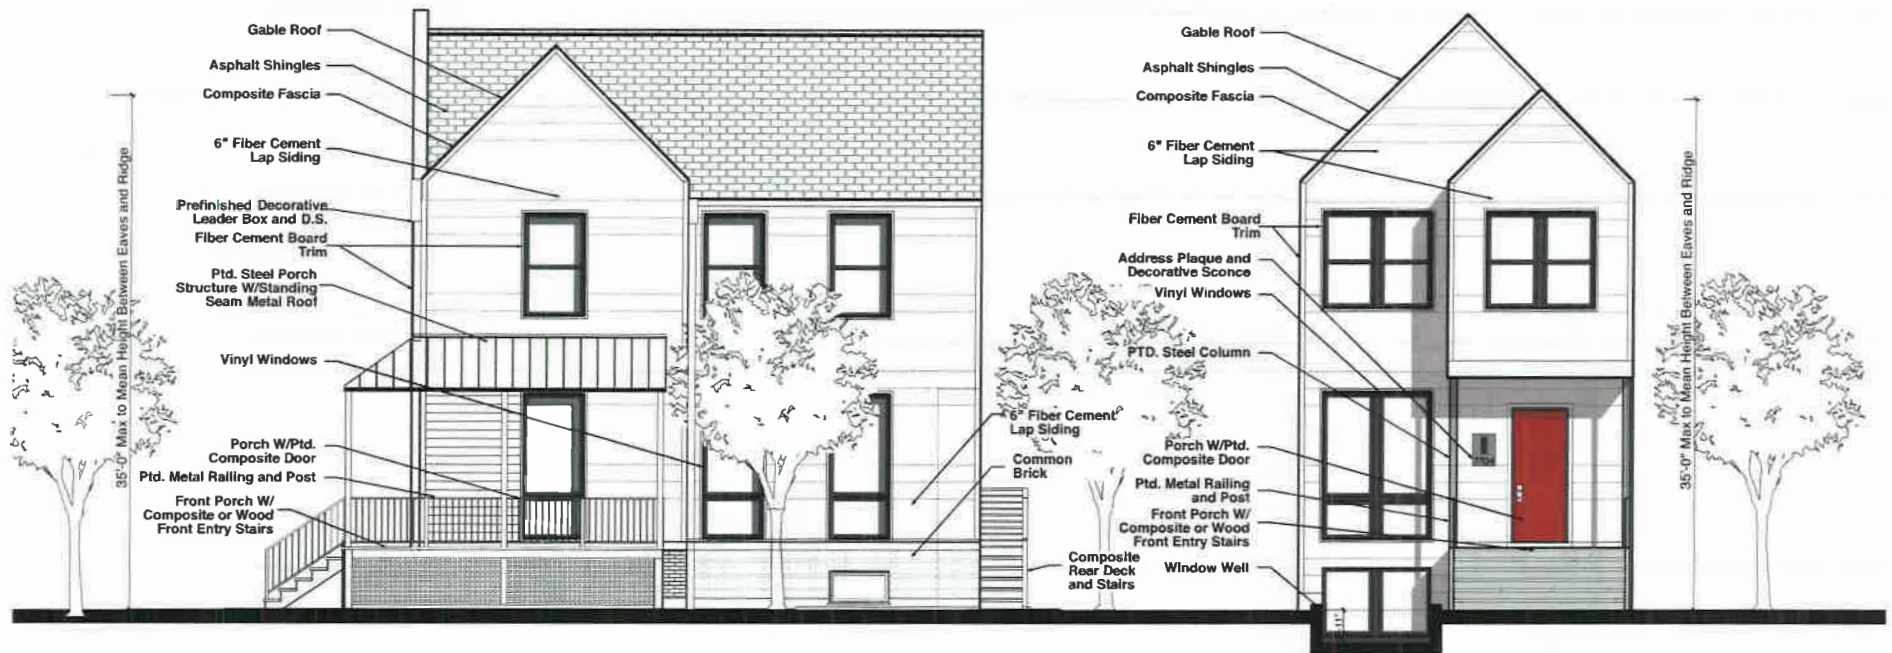 Gable Roof
Asphalt Shingles
Composite Fascia
6" Fiber Cement
Lap Siding
Prefinished Decorative
Leader Box and D.S.
Fiber Cement Board
Trim
Ptd. Steel Porch
Structure W/Standing
Seam Metal Roof
Vinyl Windows
Porch W/Ptd.
Composite Door
Ptd. Metal Railing and Post
Front Porch W/
Composite or Wood
Front Entry Stairs
35'-0" Max to Mean Height Between Eaves and Ridge
6" Fiber Cement
Lap Siding
Common
Brick
Composite
Rear Deck
and Stairs
Gable Roof
Asphalt Shingles
Composite Fascia
6" Fiber Cement
Lap Siding
Fiber Cement Board
Trim
Address Plaque and
Decorative Sconce
Vinyl Windows
PTD. Steel Column
Porch W/Ptd.
Composite Door
Ptd. Metal Railing
and Post
Front Porch W/
Composite or Wood
Front Entry Stairs
Window Well
35'-0" Max to Mean Height Between Eaves and Ridge